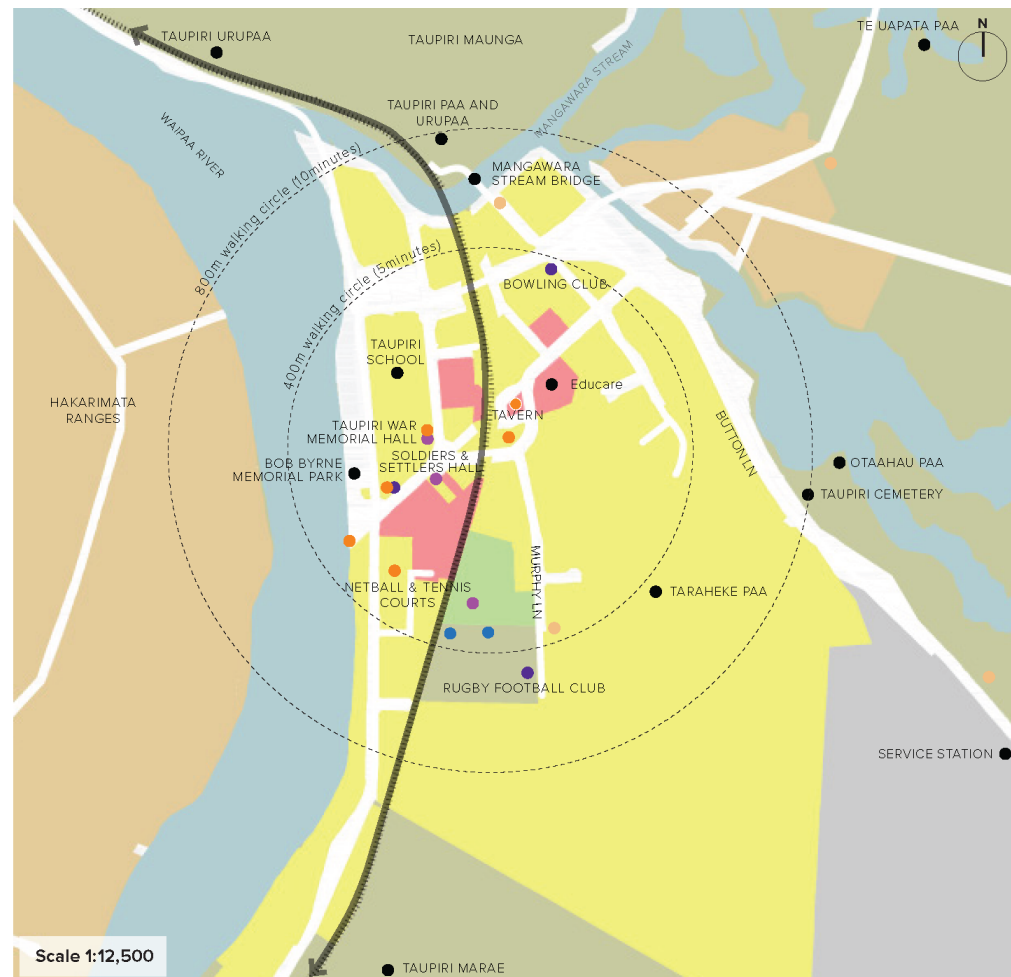 TAUPIRI URUPAA
TAUPIRI MAUNGA
TE UAPATA PAA
N
MANGAWARA STREAM
WAIPAA RIVER
TAUPIRI PAA AND
URUPAA
MANGAWARA
STREAM BRIDGE
800m walking circle (10minutes)
400m walking circle (5minutes)
BOWLING CLUB
TAUPIRI
SCHOOL
Educare
HAKARIMATA
RANGES
TAVERN
TAUPIRI WAR
MEMORIAL HALL
SOLDIERS &
SETTLERS HALL
BUTTON LN
BOB BYRNE
MEMORIAL PARK
OTAAHAU PAA
TAUPIRI CEMETERY
MURPHY LN
NETBALL & TENNIS
COURTS
TARAHEKE PAA
RUGBY FOOTBALL CLUB
SERVICE STATION
Scale 1:12,500
TAUPIRI MARAE